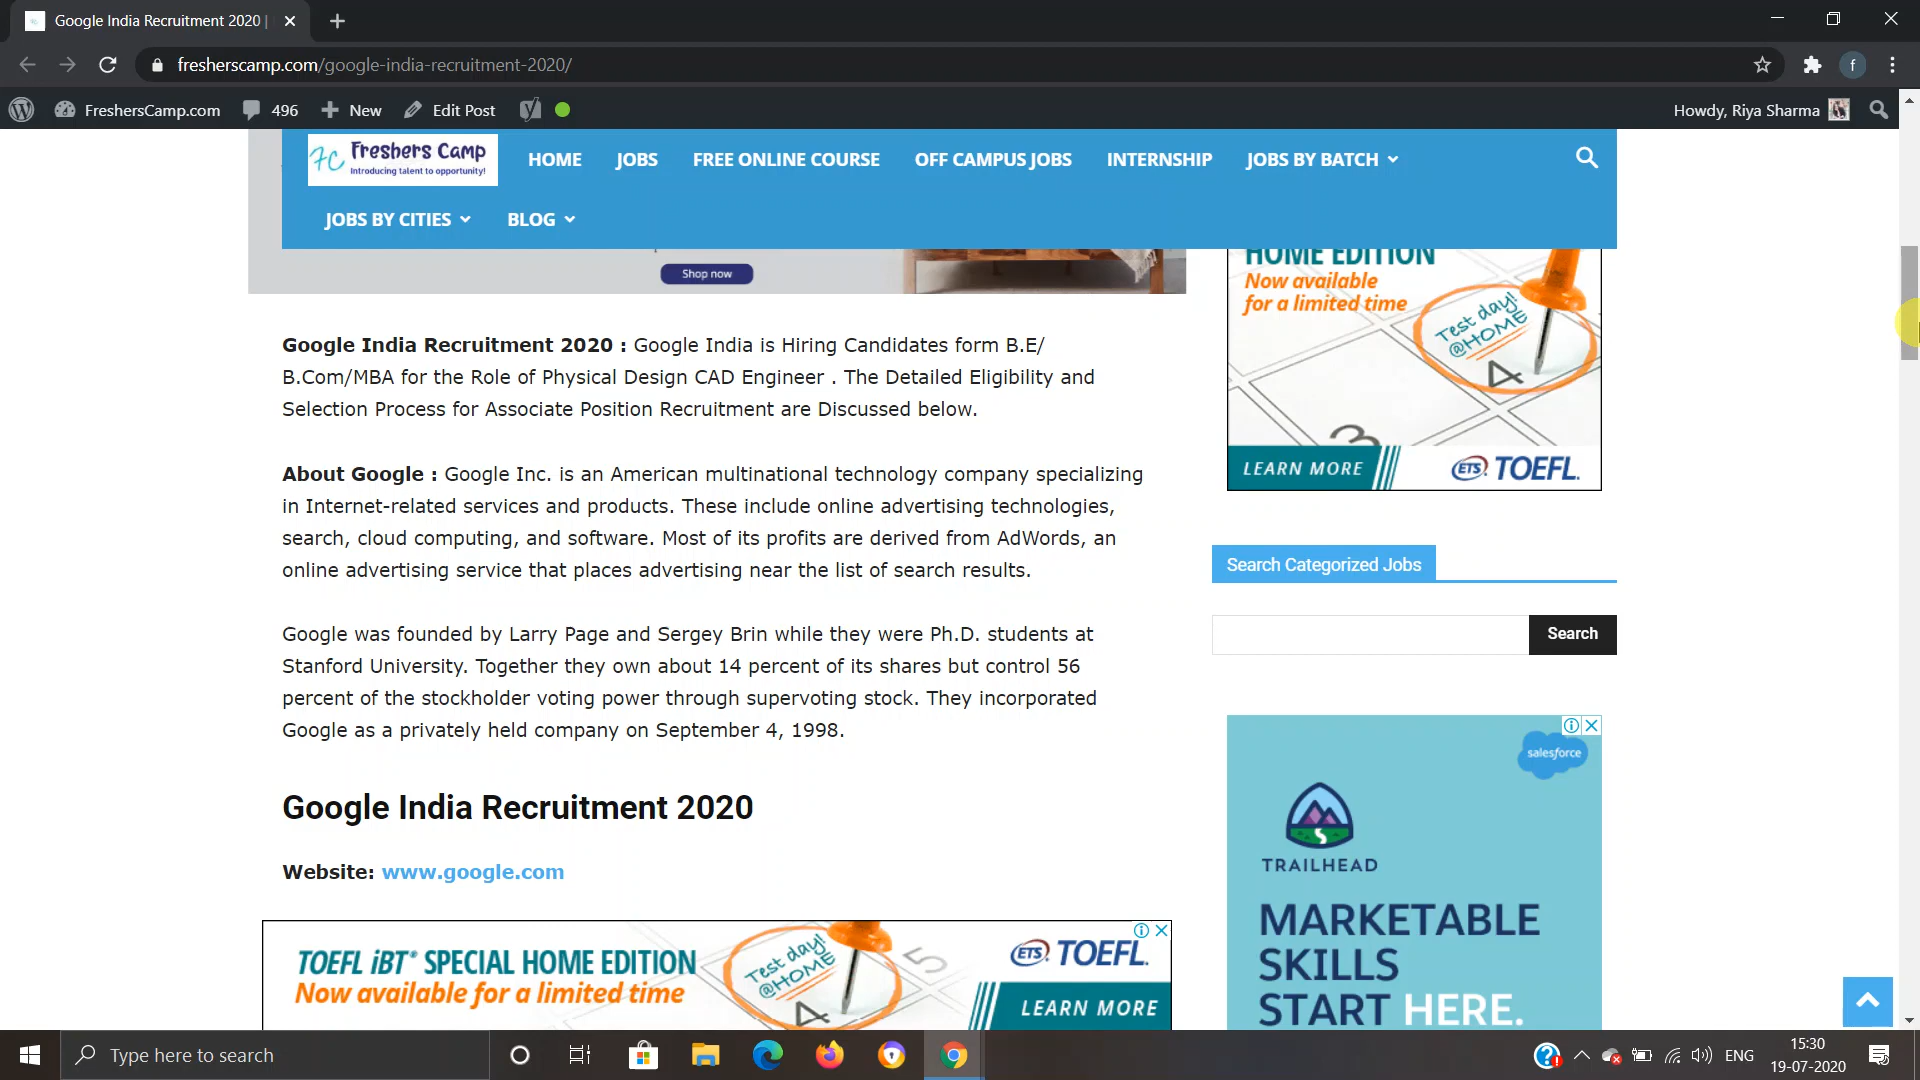 Google India Recruitment 2020 |
fresherscamp.com/google-india-recruitment-2020/
FreshersCamp.com 496 New Edit Post Howdy, Riya Sharma
FC Freshers Camp
Introducing talent to opportunity!
HOME JOBS FREE ONLINE COURSE OFF CAMPUS JOBS INTERNSHIP JOBS BY BATCH
JOBS BY CITIES BLOG
Shop now
HOME EDITION
Now available
for a limited time
Test day!
@HOME
4
3
LEARN MORE ETS TOEFL.
Google India Recruitment 2020 : Google India is Hiring Candidates form B.E/
B.Com/MBA for the Role of Physical Design CAD Engineer . The Detailed Eligibility and
Selection Process for Associate Position Recruitment are Discussed below.
About Google : Google Inc. is an American multinational technology company specializing
in Internet-related services and products. These include online advertising technologies,
search, cloud computing, and software. Most of its profits are derived from AdWords, an
online advertising service that places advertising near the list of search results.
Google was founded by Larry Page and Sergey Brin while they were Ph.D. students at
Stanford University. Together they own about 14 percent of its shares but control 56
percent of the stockholder voting power through supervoting stock. They incorporated
Google as a privately held company on September 4, 1998.
Google India Recruitment 2020
Website: www.google.com
Search Categorized Jobs
Search
salesforce
TRAILHEAD
MARKETABLE
SKILLS
START HERE.
TOEFL iBT® SPECIAL HOME EDITION
Now available for a limited time
Test day!
@HOME
4
5
ETS TOEFL.
LEARN MORE
Type here to search
ENG
15:30
19-07-2020